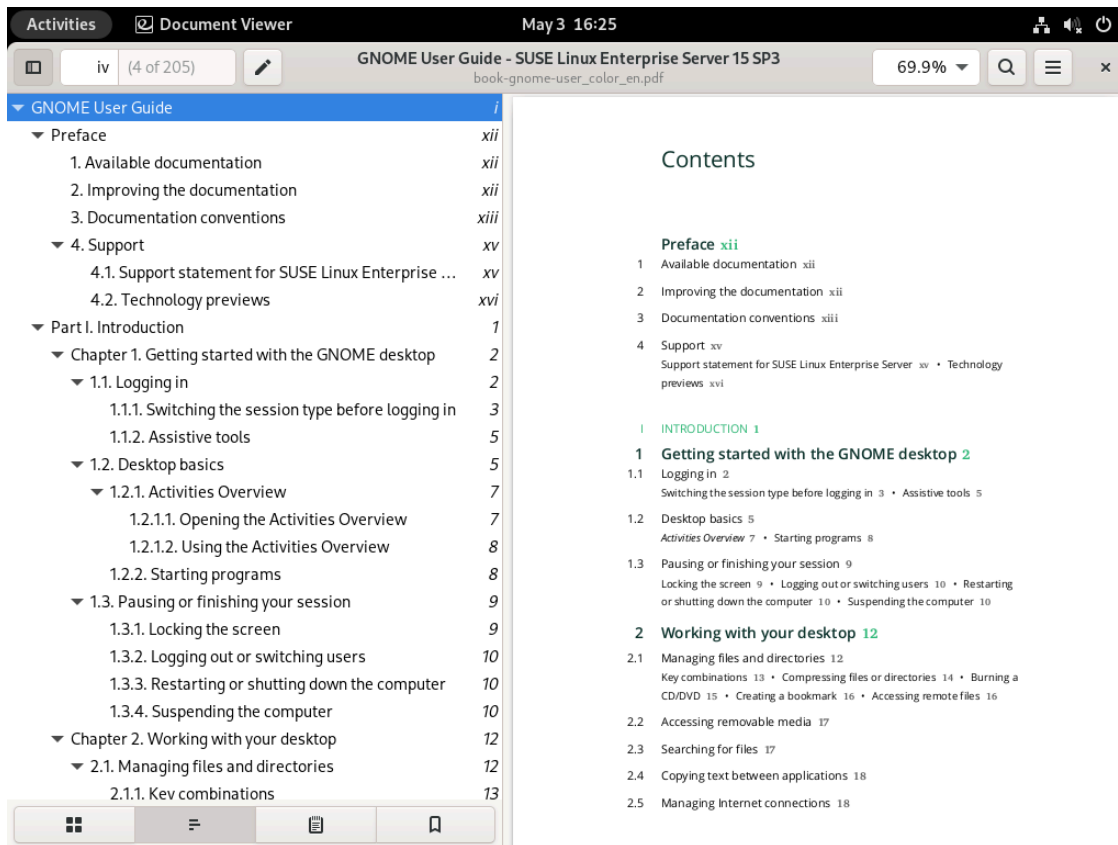 Activities Document Viewer May 3 16:25
iv (4 of 205) GNOME User Guide - SUSE Linux Enterprise Server 15 SP3 69.9%
book-gnome-user_color_en.pdf
GNOME User Guide i
Preface xii
1. Available documentation xii
2. Improving the documentation xii
3. Documentation conventions xiii
4. Support xv
4.1. Support statement for SUSE Linux Enterprise … xv
4.2. Technology previews xvi
Part I. Introduction 1
Chapter 1. Getting started with the GNOME desktop 2
1.1. Logging in 2
1.1.1. Switching the session type before logging in 3
1.1.2. Assistive tools 5
1.2. Desktop basics 5
1.2.1. Activities Overview 7
1.2.1.1. Opening the Activities Overview 7
1.2.1.2. Using the Activities Overview 8
1.2.2. Starting programs 8
1.3. Pausing or finishing your session 9
1.3.1. Locking the screen 9
1.3.2. Logging out or switching users 10
1.3.3. Restarting or shutting down the computer 10
1.3.4. Suspending the computer 10
Chapter 2. Working with your desktop 12
2.1. Managing files and directories 12
2.1.1. Key combinations 13
Contents
Preface xii
1 Available documentation xii
2 Improving the documentation xii
3 Documentation conventions xiii
4 Support xv
Support statement for SUSE Linux Enterprise Server xv • Technology
previews xvi
I INTRODUCTION 1
1 Getting started with the GNOME desktop 2
1.1 Logging in 2
Switching the session type before logging in 3 • Assistive tools 5
1.2 Desktop basics 5
Activities Overview 7 • Starting programs 8
1.3 Pausing or finishing your session 9
Locking the screen 9 • Logging out or switching users 10 • Restarting
or shutting down the computer 10 • Suspending the computer 10
2 Working with your desktop 12
2.1 Managing files and directories 12
Key combinations 13 • Compressing files or directories 14 • Burning a
CD/DVD 15 • Creating a bookmark 16 • Accessing remote files 16
2.2 Accessing removable media 17
2.3 Searching for files 17
2.4 Copying text between applications 18
2.5 Managing Internet connections 18